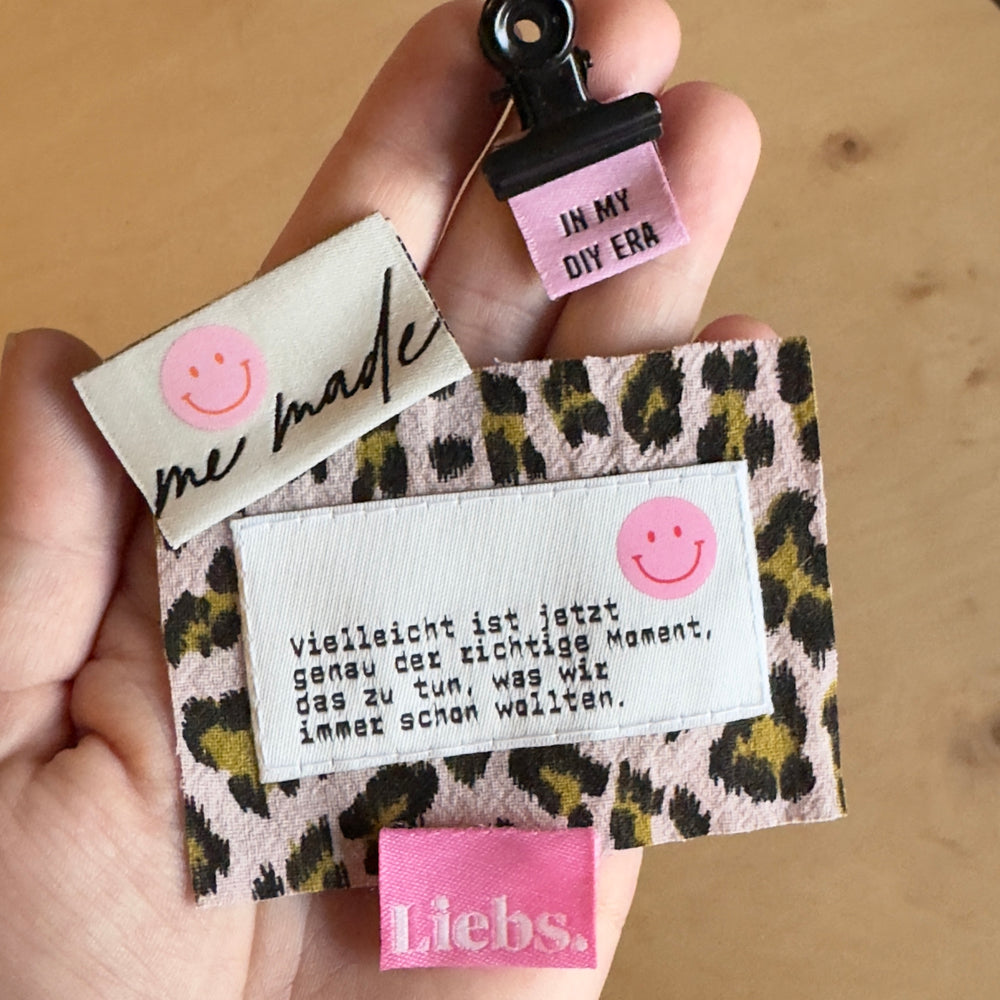 IN MY
DIY ERA
me made
Vielleicht ist jetzt
genau der richtige Moment,
das zu tun, was wir
immer schon wollten.
Liebs.